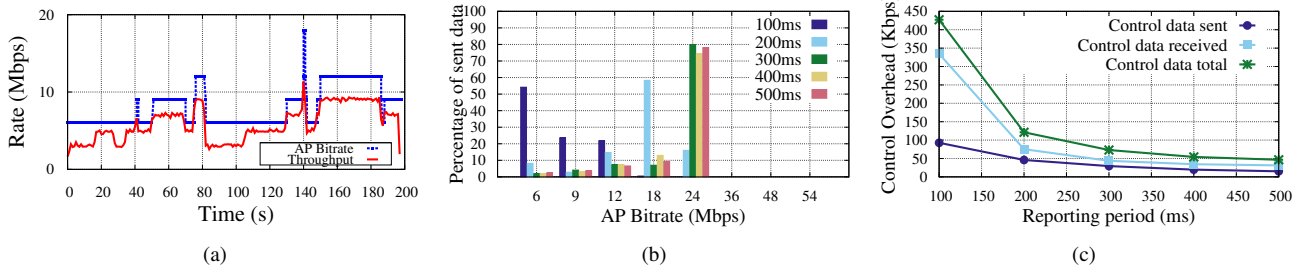 Rate (Mbps)
20
10
0
AP Bitrate
Throughput
0 20 40 60 80 100 120 140 160 180 200
Time (s)
(a)
Percentage of sent data
100
90
80
70
60
50
40
30
20
10
0
100ms
200ms
300ms
400ms
500ms
6 9 12 18 24 36 48 54
AP Bitrate (Mbps)
(b)
Control Overhead (Kbps)
450
400
350
300
250
200
150
100
50
0
Control data sent
Control data received
Control data total
100 200 300 400 500
Reporting period (ms)
(c)